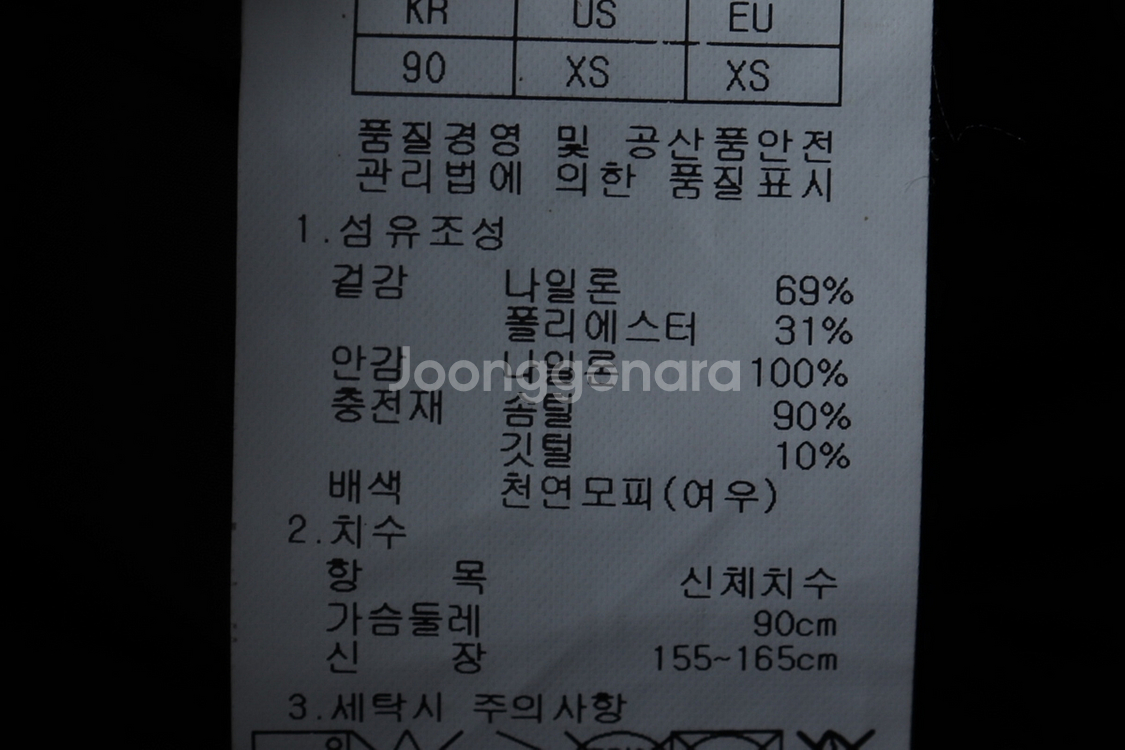 KR US EU
90 XS XS
품질경영 및 공산품안전
관리법에 의한 품질표시
1.섬유조성
겉감 나일론 69%
폴리에스터 31%
안감 나일론 100%
Joonggonara
충전재 솜털 90%
깃털 10%
배색 천연모피(여우)
2.치수
항 목 신체치수
가슴둘레 90cm
신 장 155~165cm
3.세탁시 주의사항